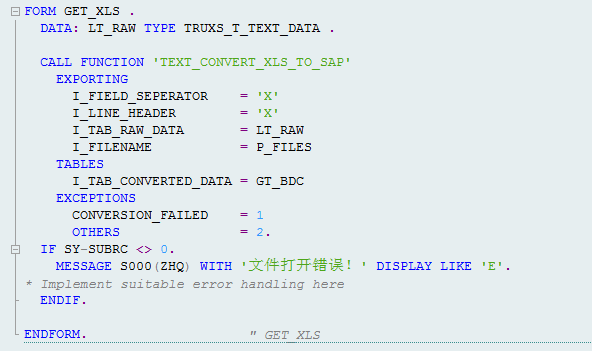 FORM GET_XLS .
DATA: LT_RAW TYPE TRUXS_T_TEXT_DATA .
CALL FUNCTION 'TEXT_CONVERT_XLS_TO_SAP'
EXPORTING
I_FIELD_SEPERATOR = 'X'
I_LINE_HEADER = 'X'
I_TAB_RAW_DATA = LT_RAW
I_FILENAME = P_FILES
TABLES
I_TAB_CONVERTED_DATA = GT_BDC
EXCEPTIONS
CONVERSION_FAILED = 1
OTHERS = 2.
IF SY-SUBRC <> 0.
MESSAGE S000(ZHQ) WITH '文件打开错误！' DISPLAY LIKE 'E'.
* Implement suitable error handling here
ENDIF.
ENDFORM. " GET_XLS